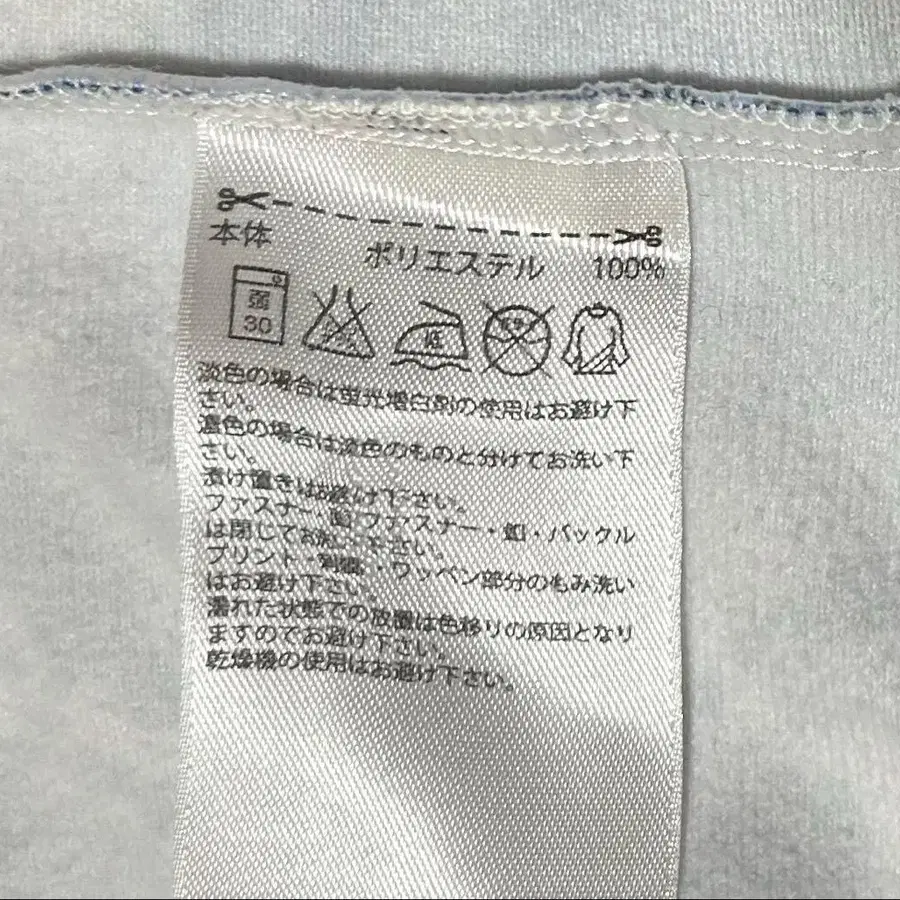 本体
ポリエステル 100%
弱
30
淡色の場合は蛍光増白剤の使用はお避け下
さい。
濃色の場合は淡色のものと分けてお洗い下
さい。
漬け置きはお避け下さい。
ファスナー・釦 ファスナー・釦・バックル
は閉じてお洗い下さい。
プリント・刺繍・ワッペン部分のもみ洗い
はお避け下さい。
濡れた状態での放置は色移りの原因となり
ますのでお避け下さい。
乾燥機の使用はお避け下さい。